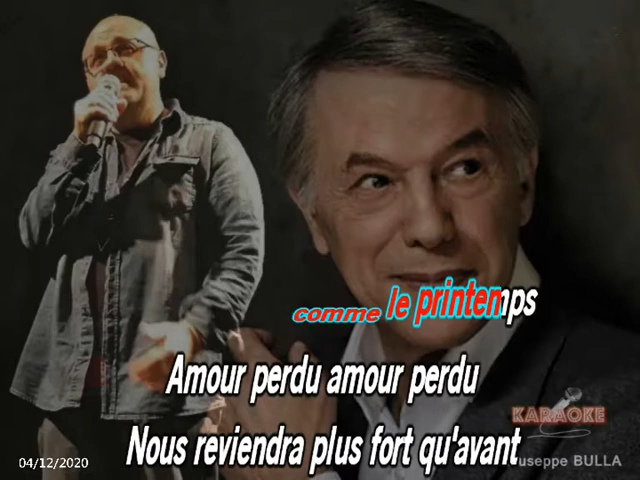 comme le printemps
Amour perdu amour perdu
Nous reviendra plus fort qu'avant
KARAOKE
useppe BULLA
04/12/2020